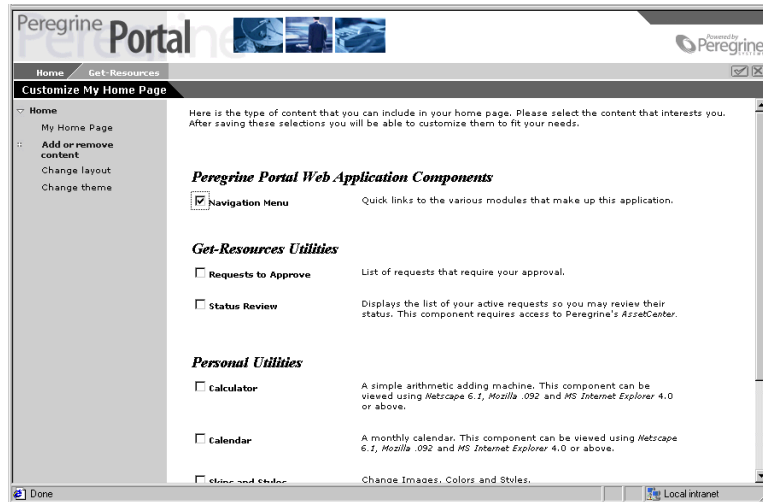 Peregrine Portal
Powered by
Peregrine
SYSTEMS
Home
Get-Resources
Customize My Home Page
Home
My Home Page
Add or remove
content
Change layout
Change theme
Here is the type of content that you can include in your home page. Please select the content that interests you.
After saving these selections you will be able to customize them to fit your needs.
Peregrine Portal Web Application Components
Navigation Menu
Quick links to the various modules that make up this application.
Get-Resources Utilities
Requests to Approve
List of requests that require your approval.
Status Review
Displays the list of your active requests so you may review their
status. This component requires access to Peregrine's AssetCenter.
Personal Utilities
Calculator
A simple arithmetic adding machine. This component can be
viewed using Netscape 6.1, Mozilla .092 and MS Internet Explorer 4.0
or above.
Calendar
A monthly calendar. This component can be viewed using Netscape
6.1, Mozilla .092 and MS Internet Explorer 4.0 or above.
Skins and Styles
Change Images, Colors and Styles.
Done
Local intranet